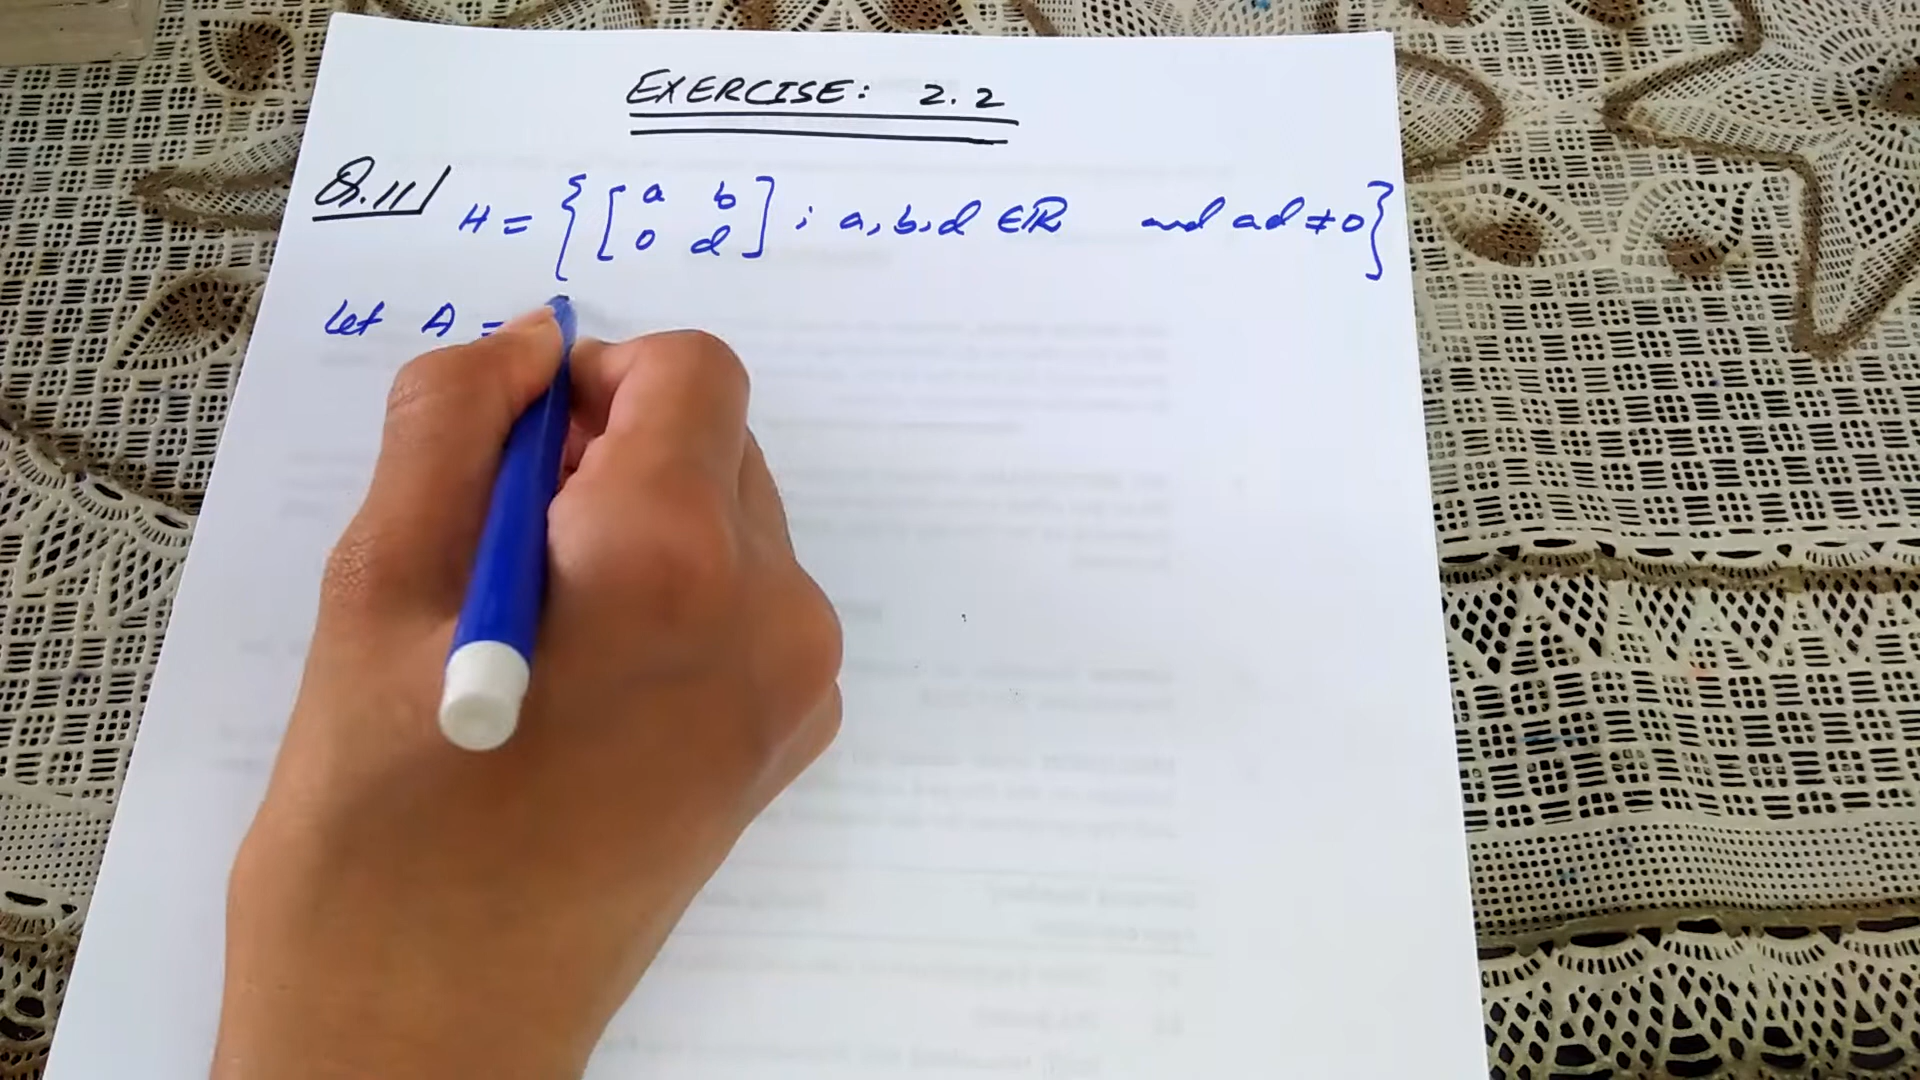 EXERCISE: 2.2
Q.11 H = { [ a b ; a, b, d ∈ ℝ and ad ≠ 0 }
0 d ]
Let A =